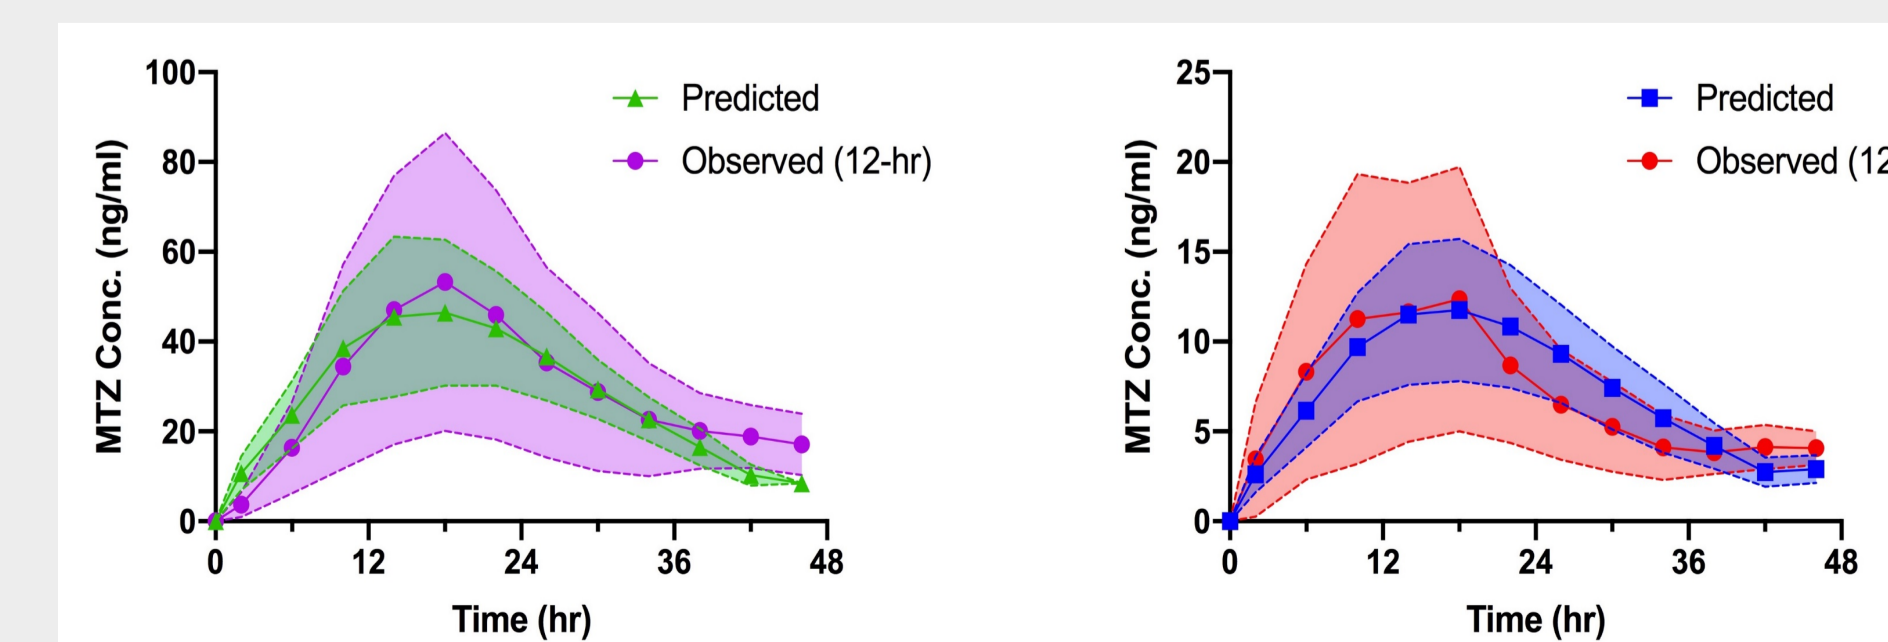 100
80
60
40
20
0
MTZ Conc. (ng/ml)
Predicted
Observed (12-hr)
0 12 24 36 48
Time (hr)
25
20
15
10
5
0
MTZ Conc. (ng/ml)
Predicted
Observed (12
0 12 24 36 48
Time (hr)